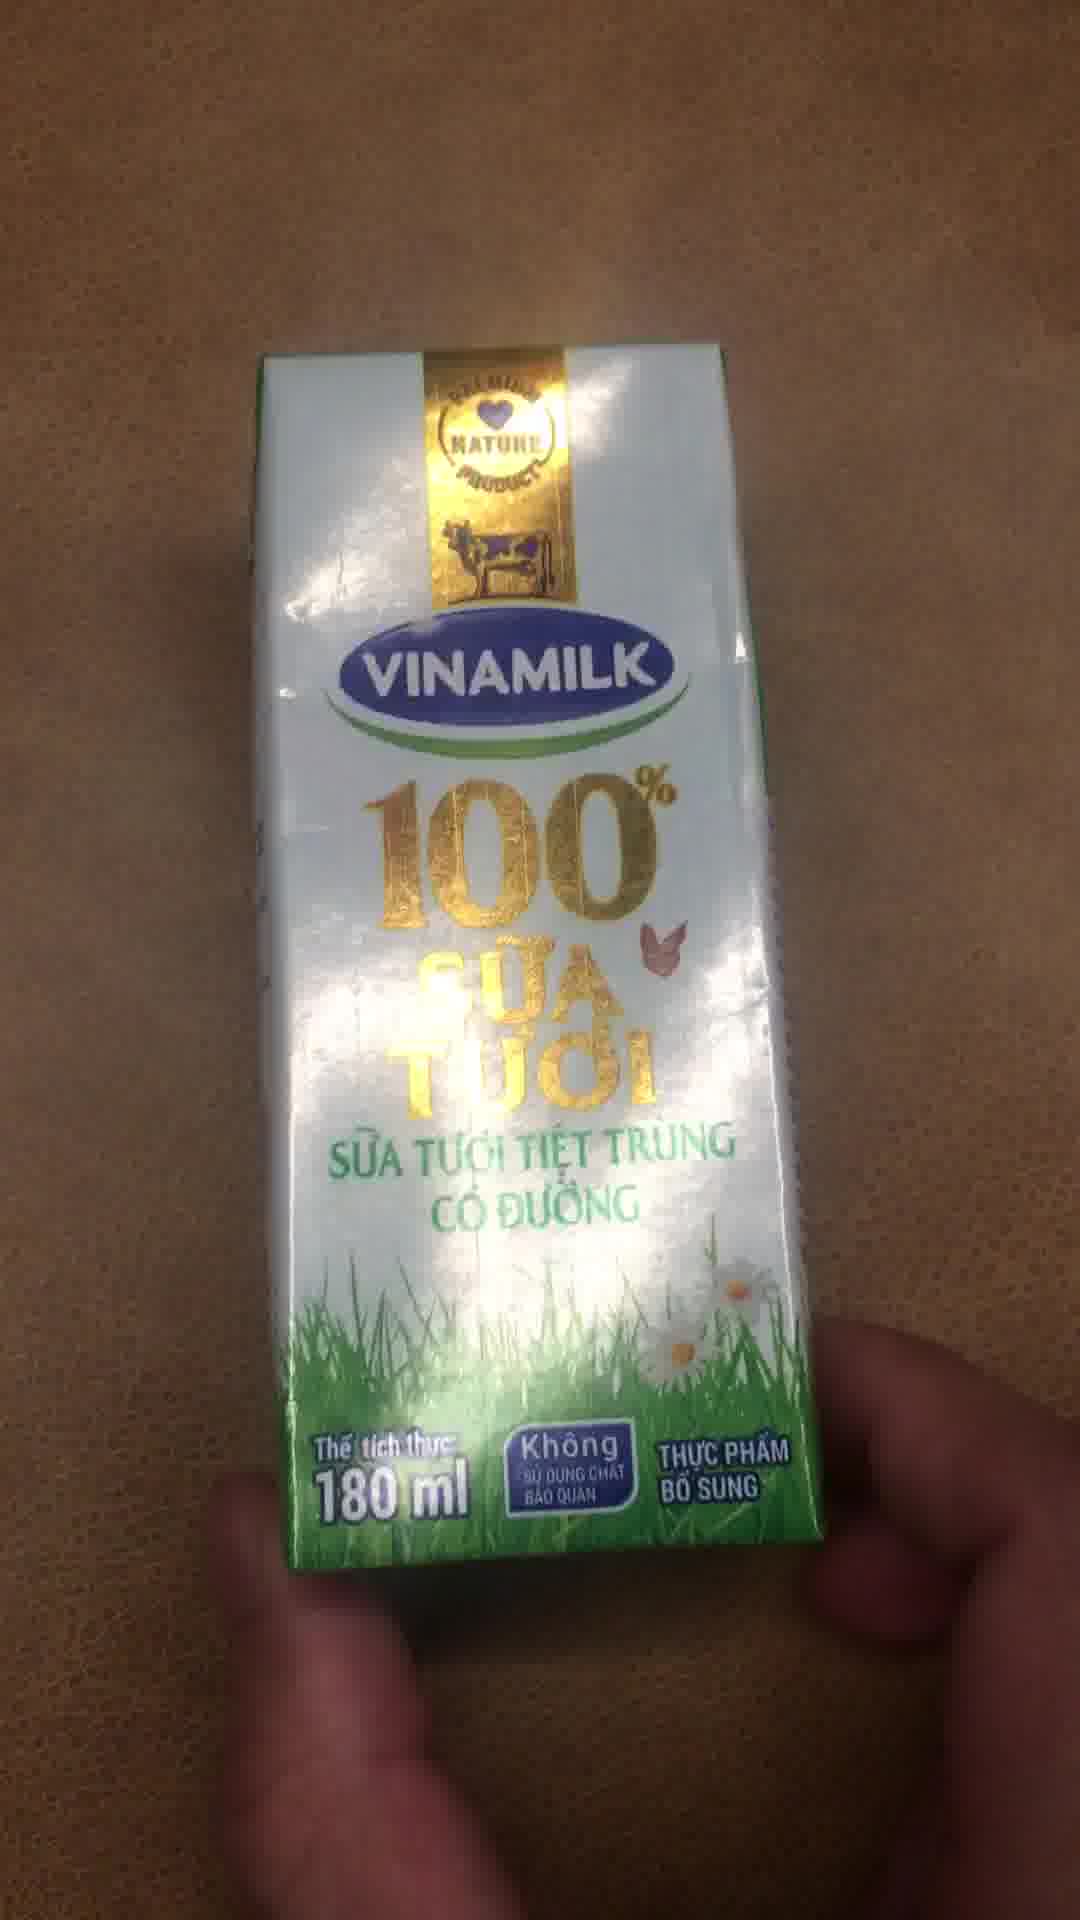 PREMIUM
NATURE
PRODUCT
VINAMILK
100%
SỮA
TƯƠI
SỮA TƯƠI TIỆT TRÙNG
CÓ ĐƯỜNG
Thể tích thực:
180 ml
Không
SỬ DỤNG CHẤT
BẢO QUẢN
THỰC PHẨM
BỔ SUNG